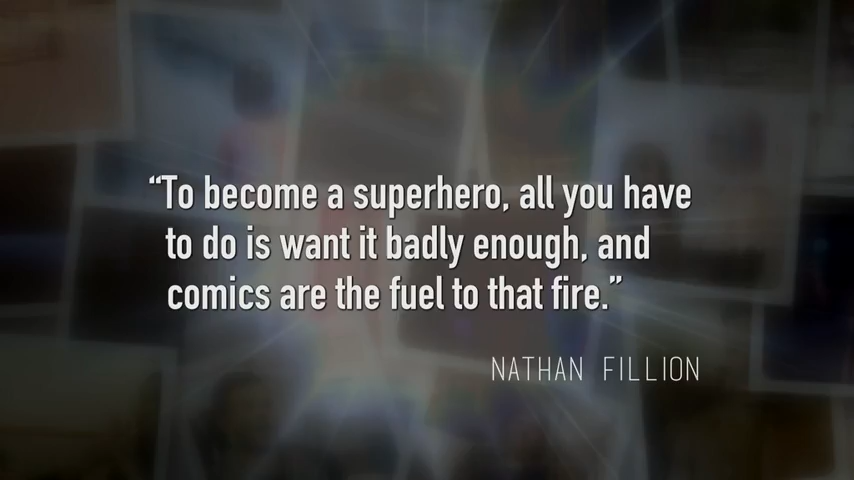 “To become a superhero, all you have
to do is want it badly enough, and
comics are the fuel to that fire.”
NATHAN FILLION